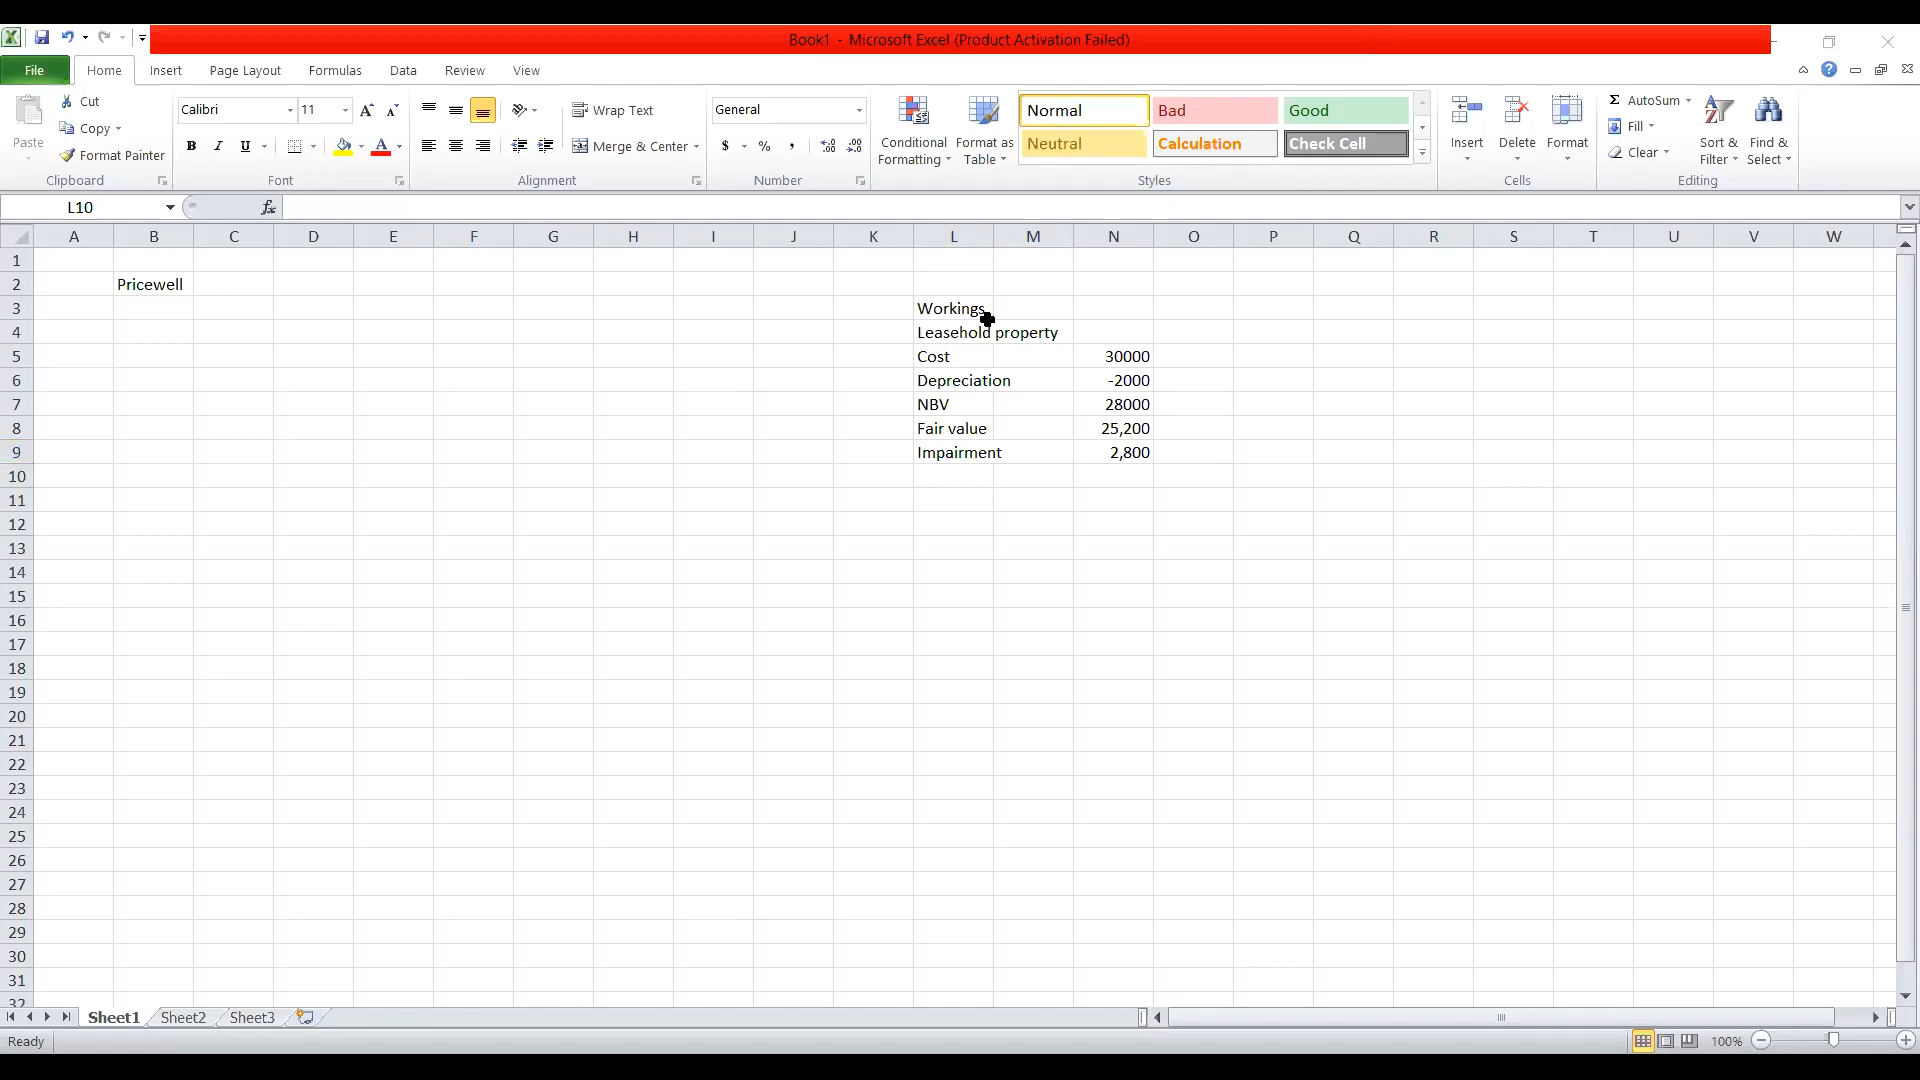 Book1 - Microsoft Excel (Product Activation Failed)
File Home Insert Page Layout Formulas Data Review View
Paste
Cut
Copy
Format Painter
Clipboard
Calibri 11
B I U
Font
Wrap Text
Merge & Center
Alignment
General
$ % ,
Number
Conditional Formatting
Format as Table
Normal Bad Good
Neutral Calculation Check Cell
Styles
Insert Delete Format
Cells
Σ AutoSum
Fill
Clear
Sort & Filter
Find & Select
Editing
L10 fx
A B C D E F G H I J K L M N O P Q R S T U V W
1
2 Pricewell
3 Workings
4 Leasehold property
5 Cost 30000
6 Depreciation -2000
7 NBV 28000
8 Fair value 25,200
9 Impairment 2,800
10
11
12
13
14
15
16
17
18
19
20
21
22
23
24
25
26
27
28
29
30
31
32
Sheet1 Sheet2 Sheet3
Ready 100%